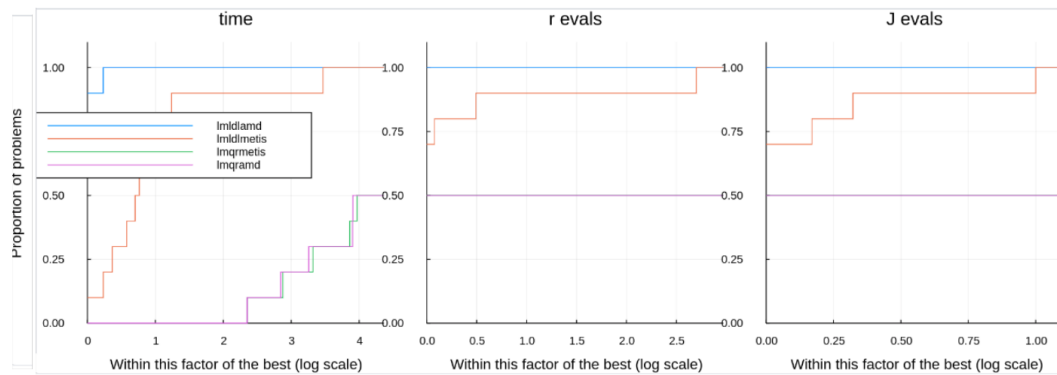 time
r evals
J evals
Proportion of problems
1.00
0.50
0.25
0.00
lmldlamd
lmldlmetis
lmqrmetis
lmqramd
0
1
2
3
4
Within this factor of the best (log scale)
1.00
0.75
0.50
0.25
0.00
0.0
0.5
1.0
1.5
2.0
2.5
Within this factor of the best (log scale)
1.00
0.75
0.50
0.25
0.00
0.00
0.25
0.50
0.75
1.00
Within this factor of the best (log scale)